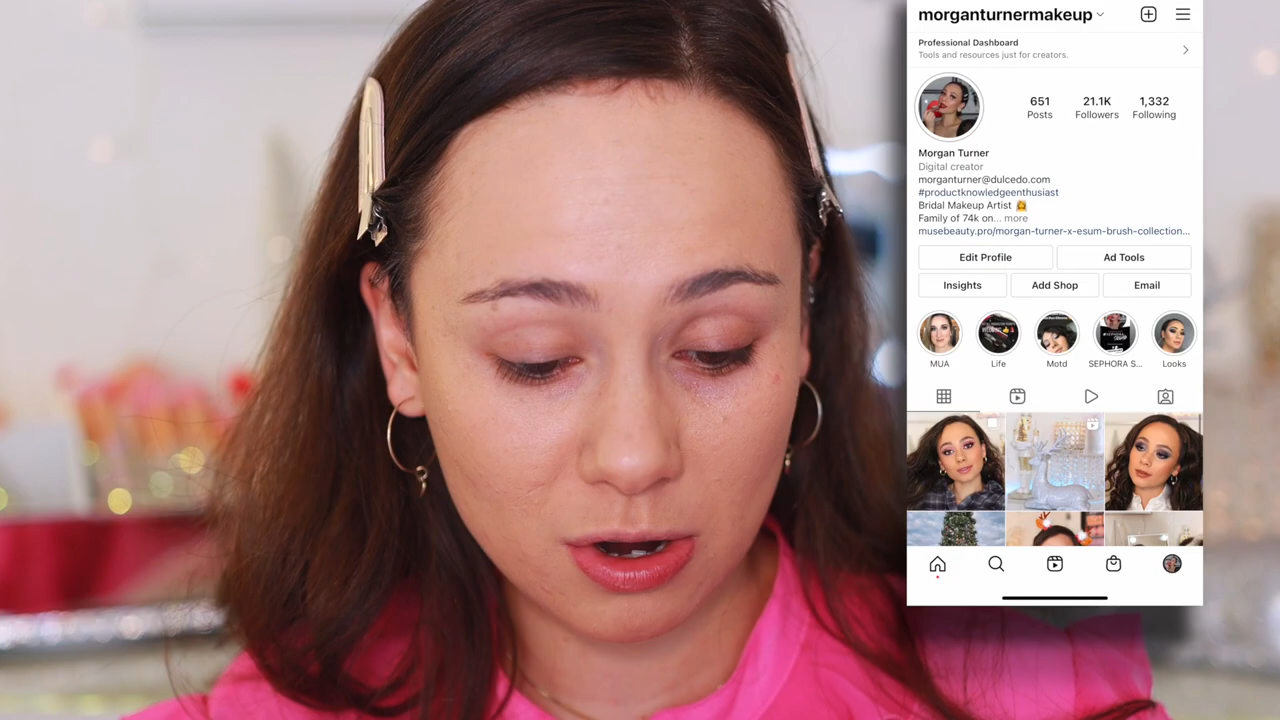 morganturnermakeup
Professional Dashboard
Tools and resources just for creators.
651 21.1K 1,332
Posts Followers Following
Morgan Turner
Digital creator
morganturner@dulcedo.com
#productknowledgeenthusiast
Bridal Makeup Artist 👰
Family of 74k on... more
musebeauty.pro/morgan-turner-x-esum-brush-collection...
Edit Profile Ad Tools
Insights Add Shop Email
MUA Life Motd SEPHORA S... Looks